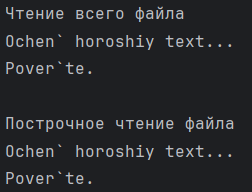 Чтение всего файла
Ochen` horoshiy text...
Pover`te.

Построчное чтение файла
Ochen` horoshiy text...
Pover`te.